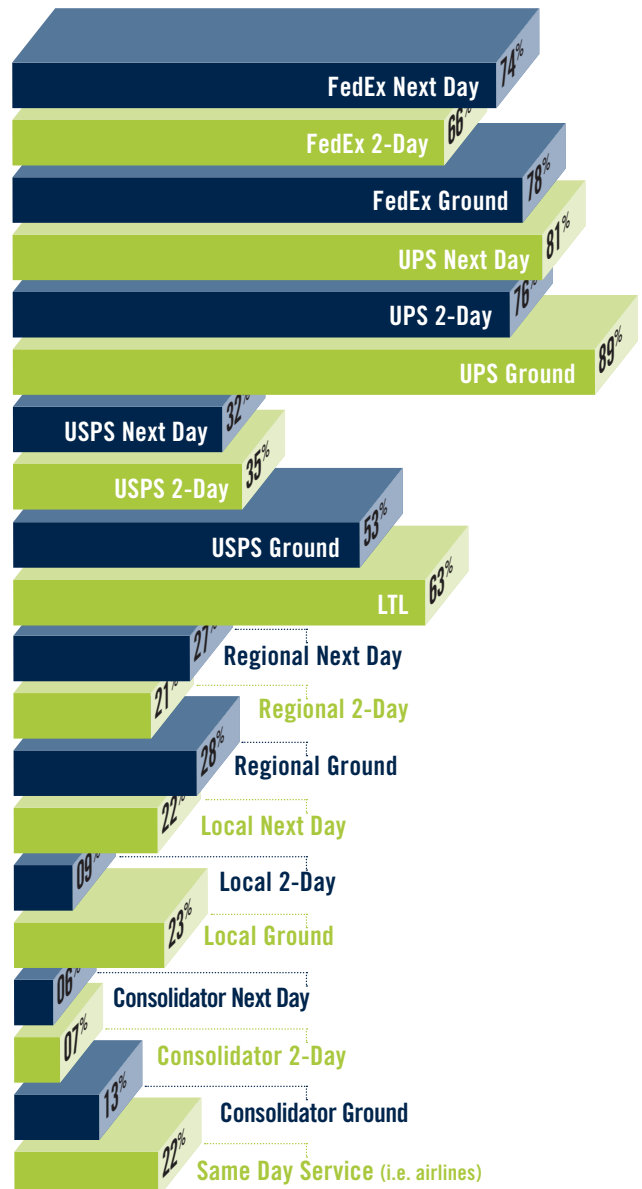 74%
FedEx Next Day
66%
FedEx 2-Day
78%
FedEx Ground
81%
UPS Next Day
76%
UPS 2-Day
89%
UPS Ground
32%
USPS Next Day
35%
USPS 2-Day
53%
USPS Ground
63%
LTL
27%
Regional Next Day
21%
Regional 2-Day
28%
Regional Ground
22%
Local Next Day
09%
Local 2-Day
23%
Local Ground
06%
Consolidator Next Day
07%
Consolidator 2-Day
13%
Consolidator Ground
22%
Same Day Service (i.e. airlines)